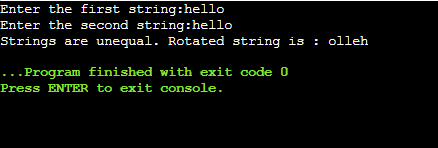 Enter the first string:hello
Enter the second string:hello
Strings are unequal. Rotated string is : olleh
...Program finished with exit code 0
Press ENTER to exit console.